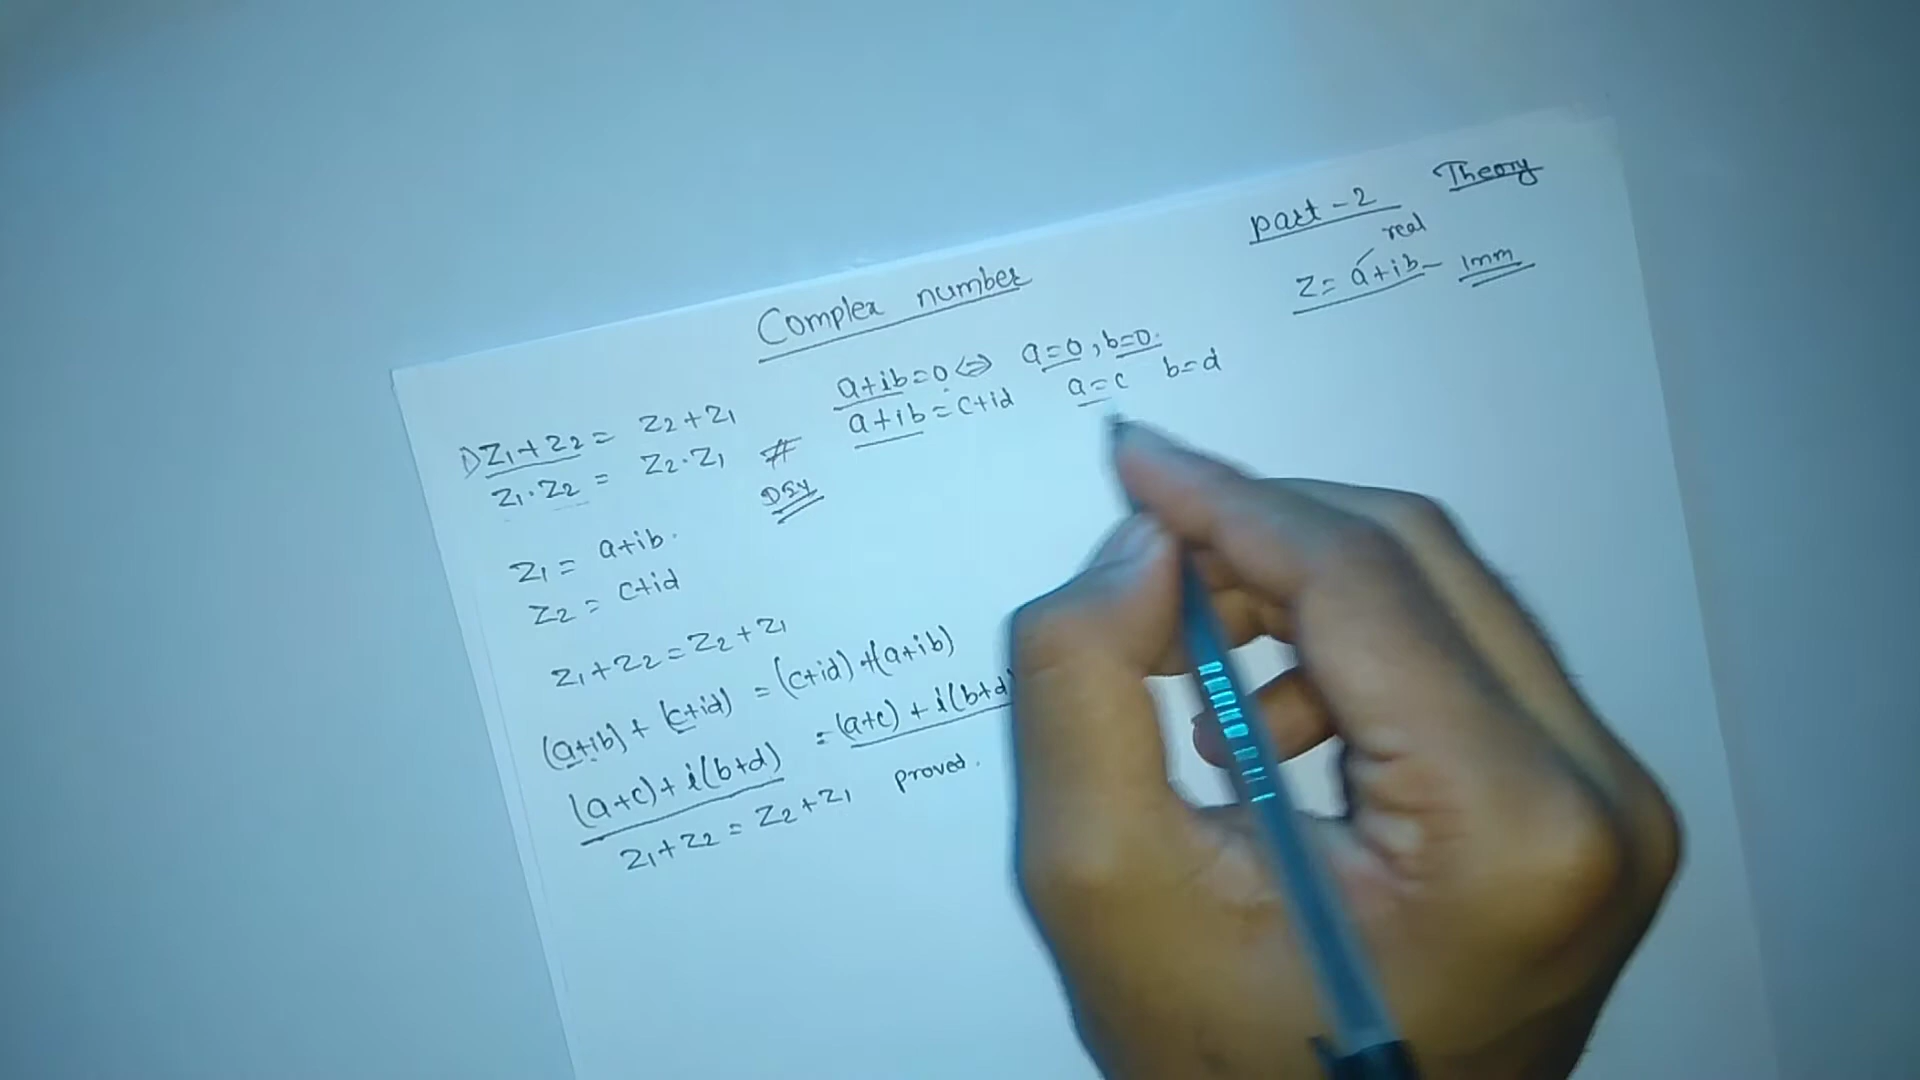 Theory
part-2
real
Z = a+ib - Imm
Complex number
a+ib=0 ⇔ a=0, b=0.
a+ib = c+id a=c b=d
1) Z1+Z2 = Z2+Z1
Z1·Z2 = Z2·Z1 #
Z1 = a+ib.
Z2 = c+id
Z1+Z2 = Z2+Z1
(a+ib) + (c+id) = (c+id)+(a+ib)
(a+c)+i(b+d) = (a+c) + i(b+d)
Z1+Z2 = Z2+Z1 proved.